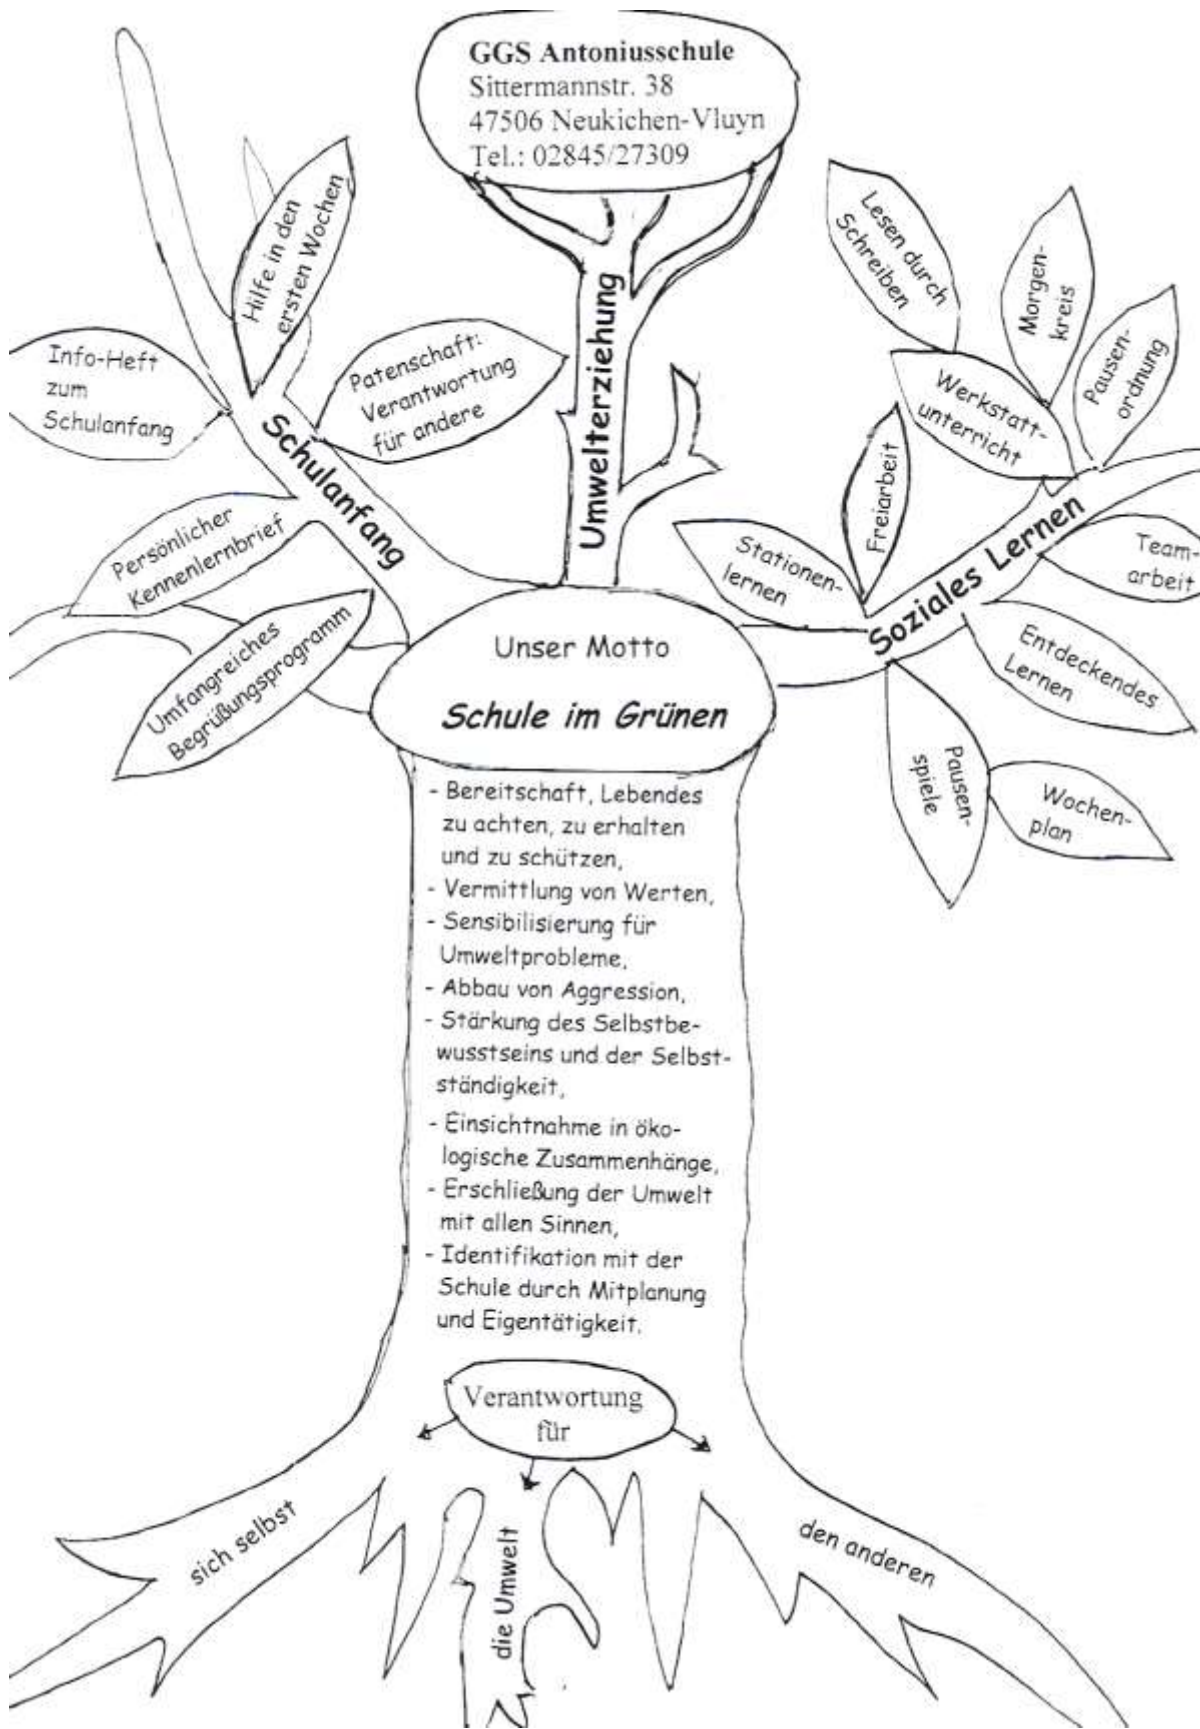 GGS Antoniusschule
Sittermannstr. 38
47506 Neukichen-Vluyn
Tel.: 02845/27309
Hilfe in den
ersten Wochen
Info-Heft
zum
Schulanfang
Patenschaft:
Verantwortung
für andere
Schulanfang
Persönlicher
Kennenlernbrief
Umfangreiches
Begrüßungsprogramm
Umwelterziehung
Lesen durch
Schreiben
Morgen-
kreis
Pausen-
ordnung
Werkstatt-
unterricht
Freiarbeit
Stationen-
lernen
Soziales Lernen
Team-
arbeit
Entdeckendes
Lernen
Pausen-
spiele
Wochen-
plan
Unser Motto
Schule im Grünen
- Bereitschaft, Lebendes
zu achten, zu erhalten
und zu schützen,
- Vermittlung von Werten,
- Sensibilisierung für
Umweltprobleme,
- Abbau von Aggression,
- Stärkung des Selbstbe-
wusstseins und der Selbst-
ständigkeit,
- Einsichtnahme in öko-
logische Zusammenhänge,
- Erschließung der Umwelt
mit allen Sinnen,
- Identifikation mit der
Schule durch Mitplanung
und Eigentätigkeit.
Verantwortung
für
sich selbst
die Umwelt
den anderen